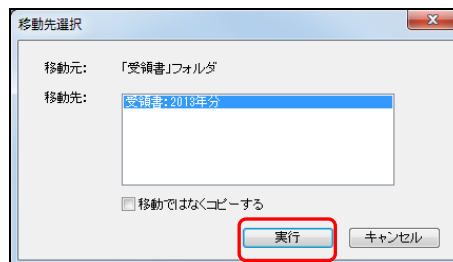 移動先選択
移動元: 「受領書」フォルダ
移動先:
受領書:2013年分
移動ではなくコピーする
実行 キャンセル